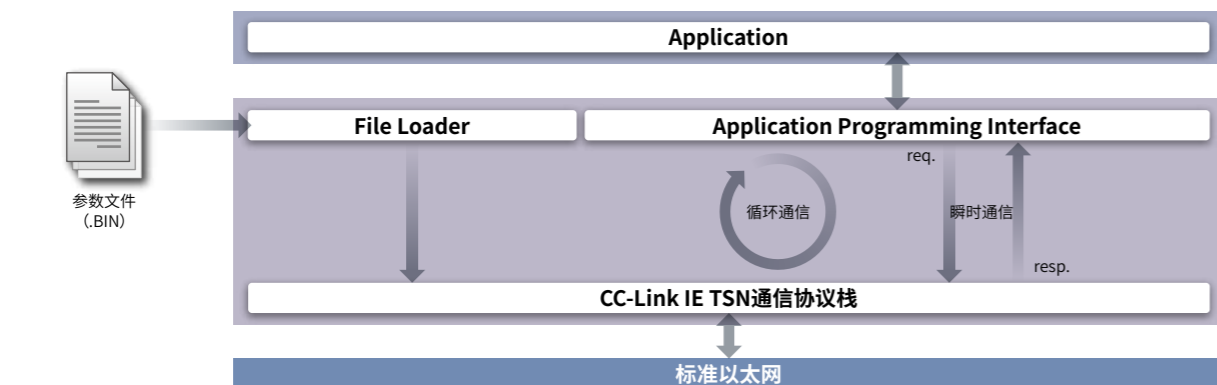 Application
File Loader
Application Programming Interface
req.
参数文件
（.BIN）
循环通信
瞬时通信
resp.
CC-Link IE TSN通信协议栈
标准以太网